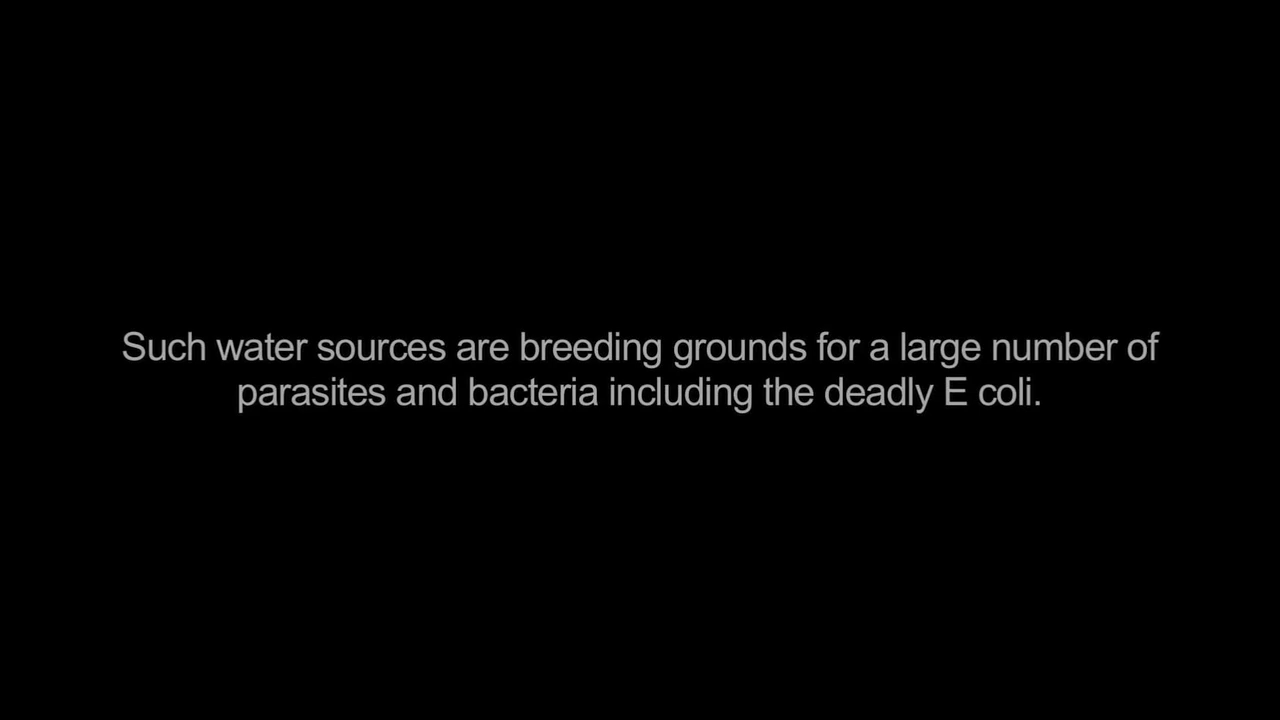 Such water sources are breeding grounds for a large number of
parasites and bacteria including the deadly E coli.